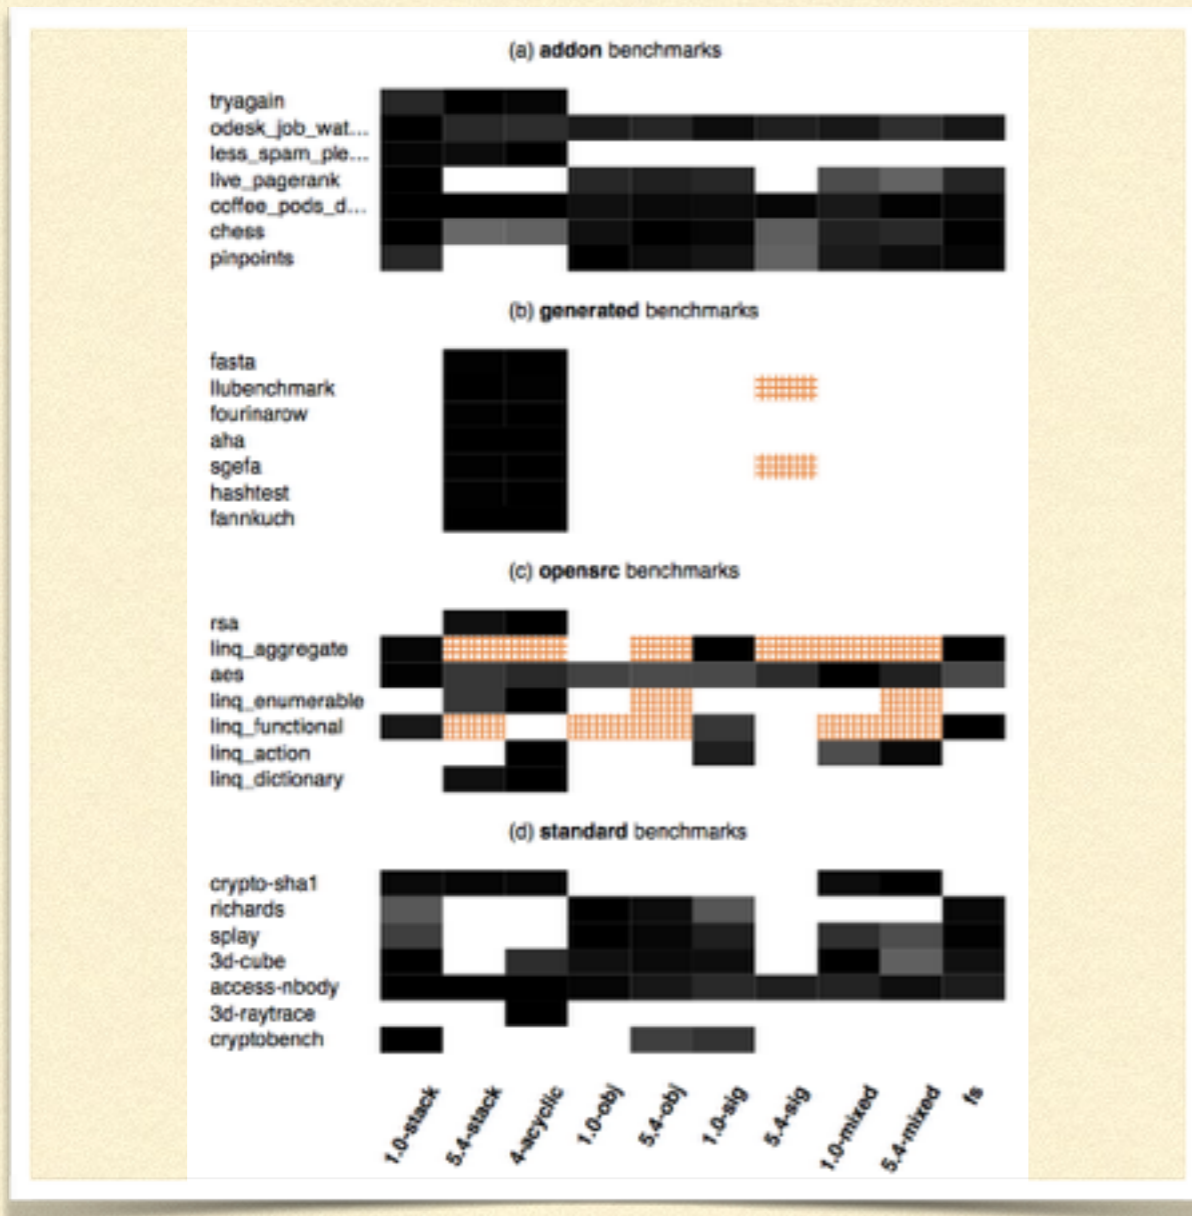 (a) addon benchmarks
tryagain
odesk_job_wat...
less_spam_ple...
live_pagerank
coffee_pods_d...
chess
pinpoints
(b) generated benchmarks
fasta
llubenchmark
fourinarow
aha
sgefa
hashtest
fannkuch
(c) opensrc benchmarks
rsa
linq_aggregate
aes
linq_enumerable
linq_functional
linq_action
linq_dictionary
(d) standard benchmarks
crypto-sha1
richards
splay
3d-cube
access-nbody
3d-raytrace
cryptobench
1.0-stack
5.4-stack
4-acyclic
1.0-obj
5.4-obj
1.0-sig
5.4-sig
1.0-mixed
5.4-mixed
fs